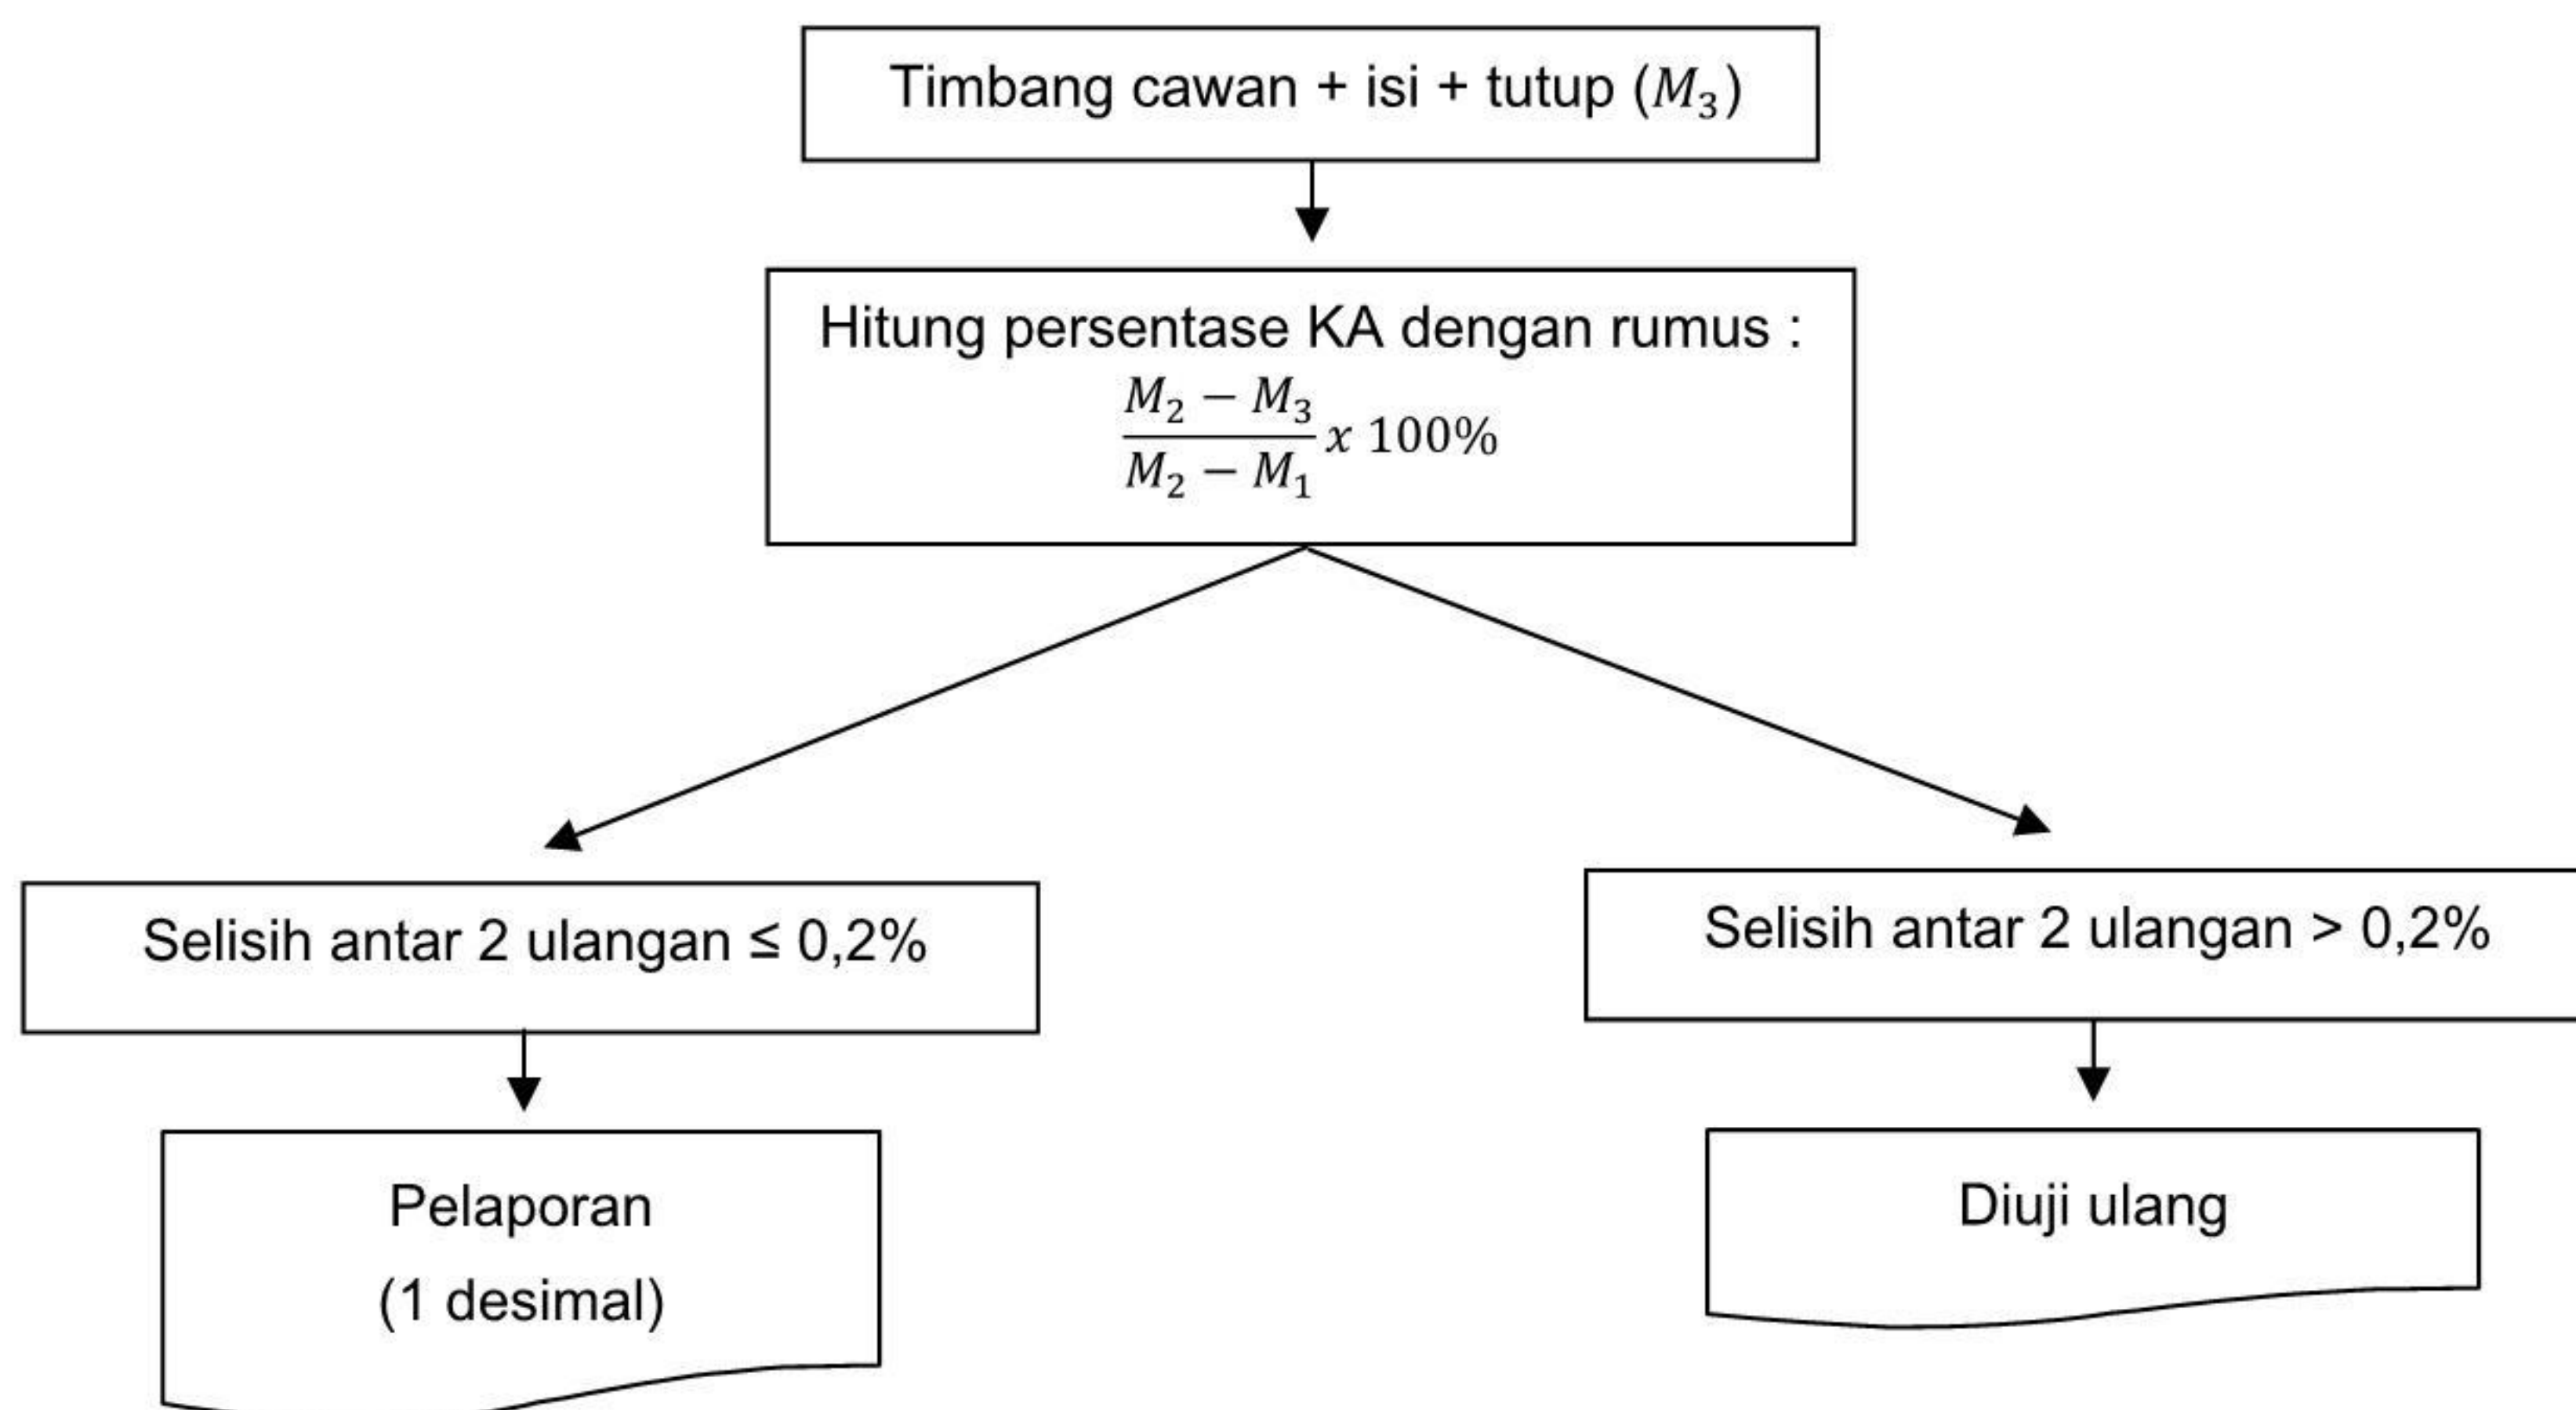 Timbang cawan + isi + tutup (M₃)
Hitung persentase KA dengan rumus :
M₂ − M₃
M₂ − M₁
x 100%
Selisih antar 2 ulangan ≤ 0,2%
Selisih antar 2 ulangan > 0,2%
Pelaporan
(1 desimal)
Diuji ulang